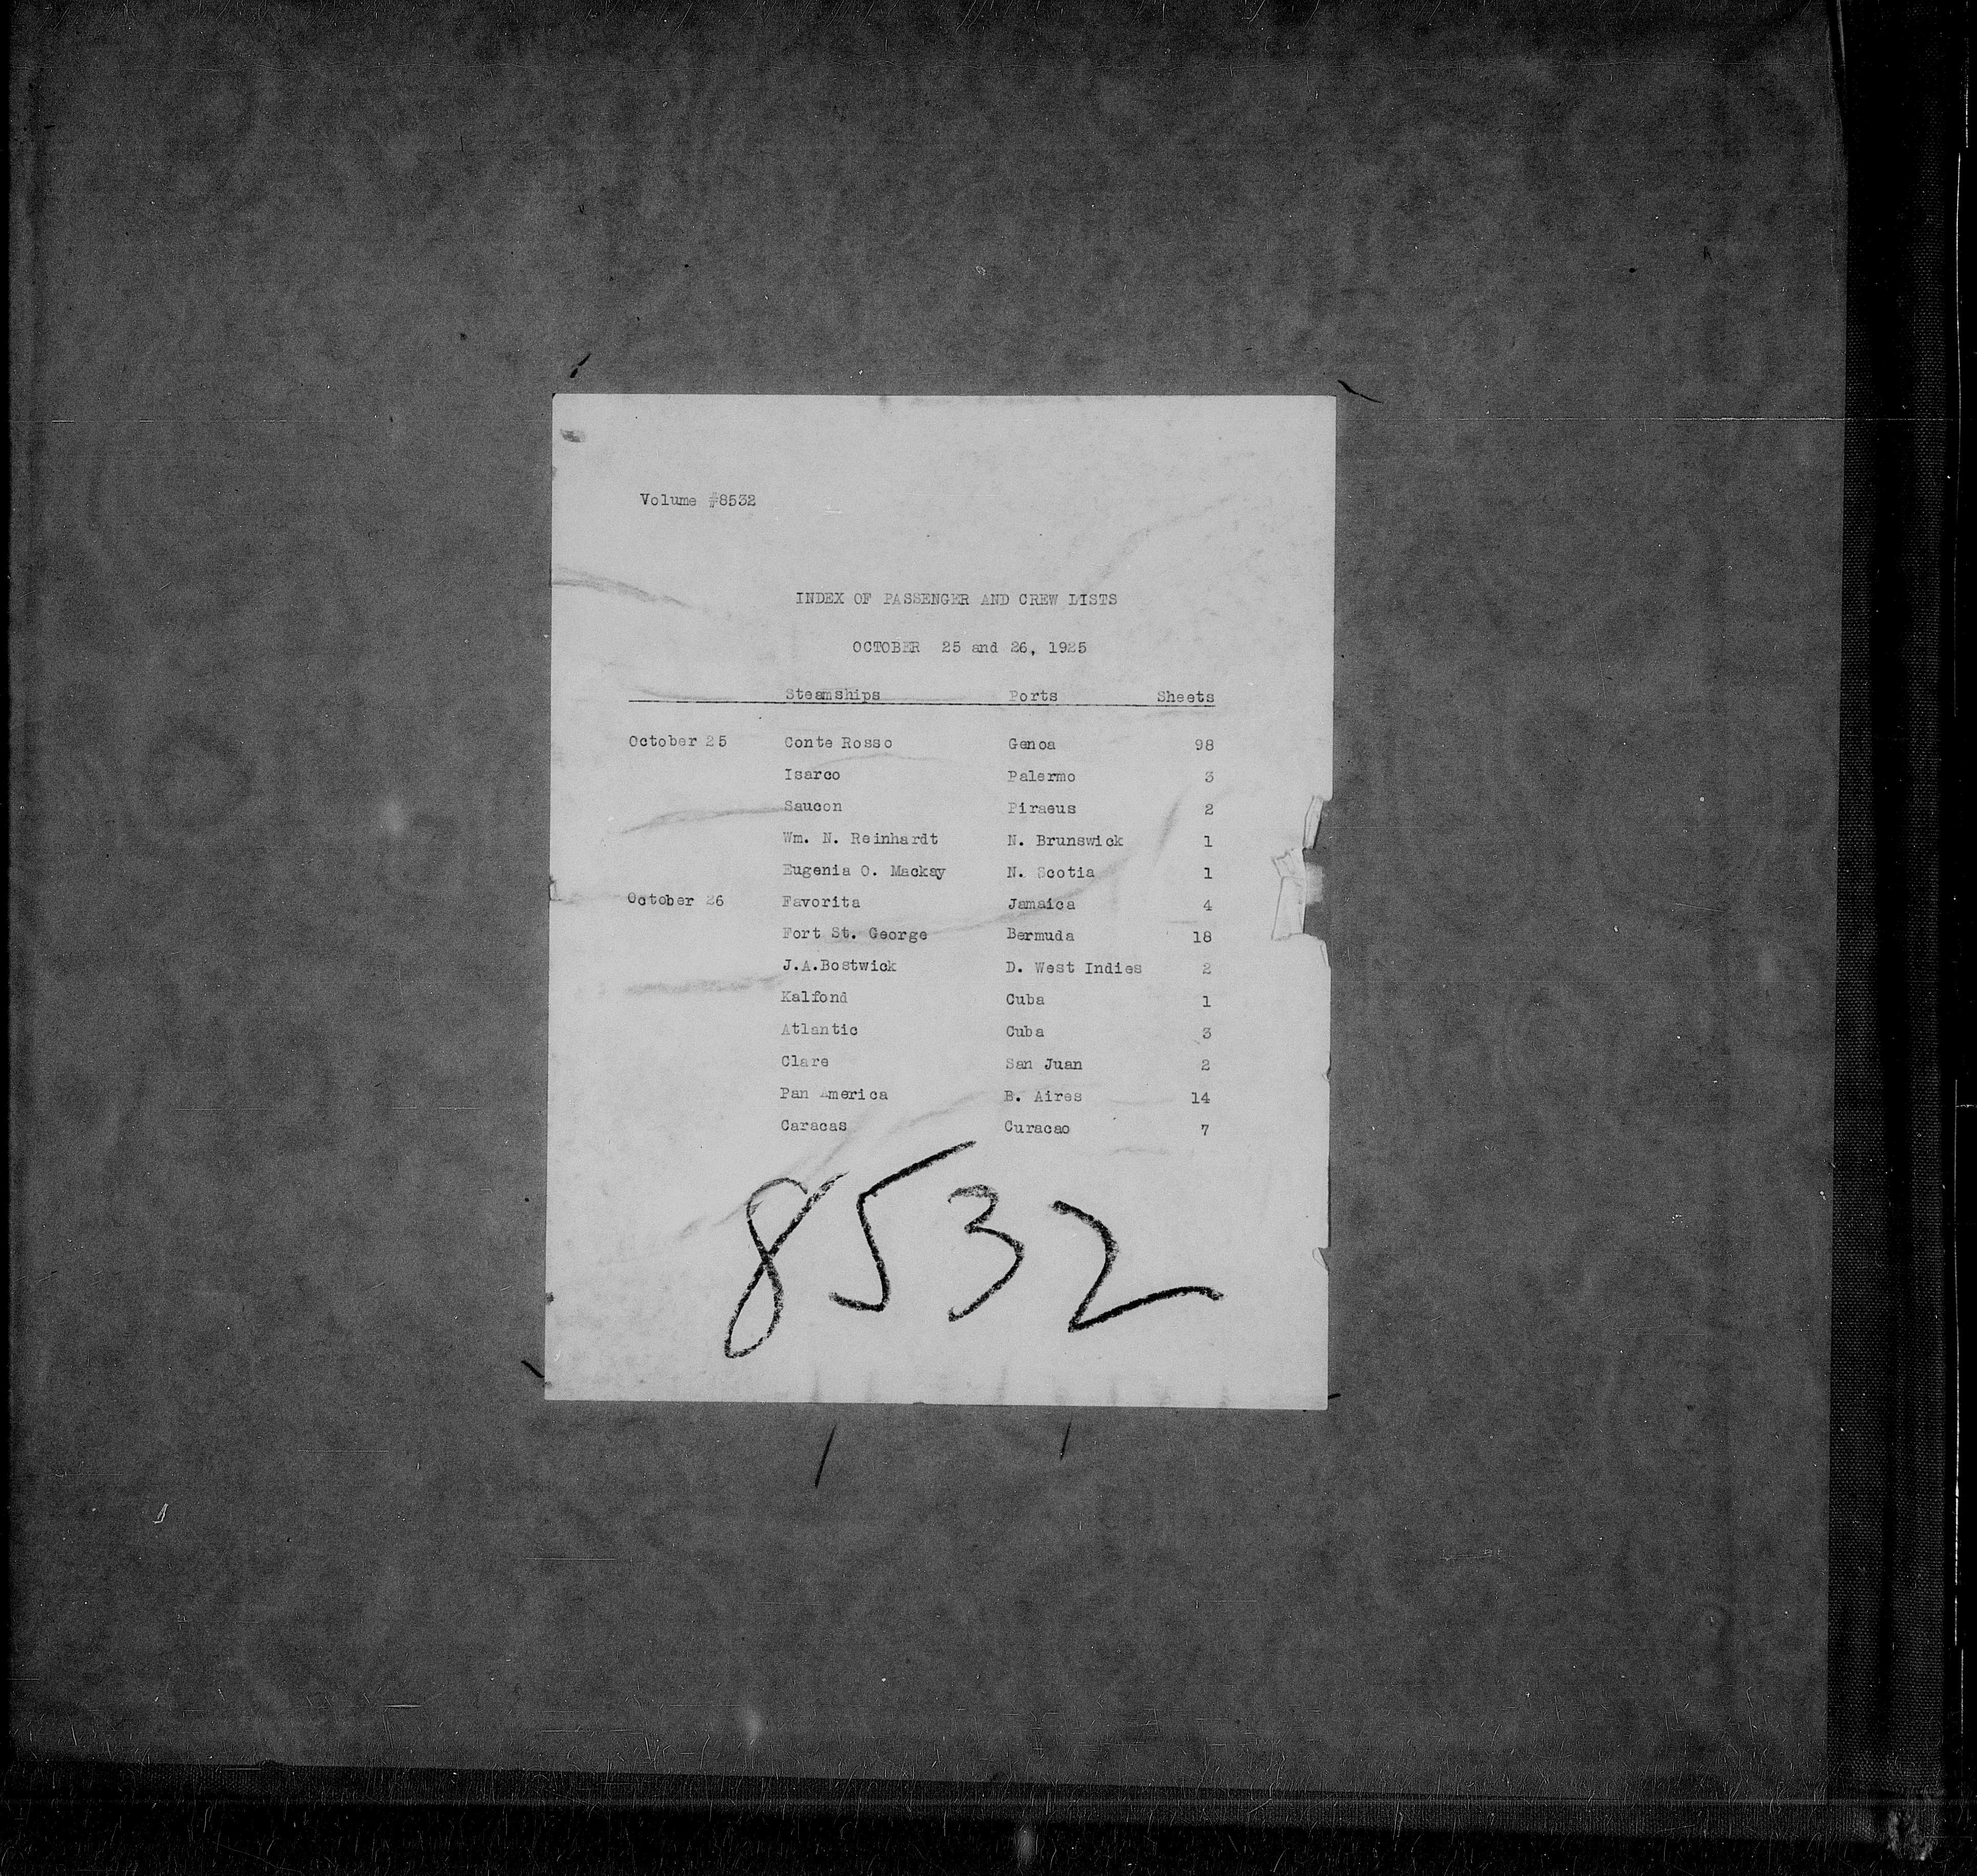 Volume #8532
INDEX OF PASSENGER AND CREW LISTS
OCTOBER 25 and 26, 1925
Steamships Ports Sheets
October 25 Conte Rosso Genoa 98
Isarco Palermo 3
Saucon Piraeus 2
Wm. N. Reinhardt N. Brunswick 1
Eugenia O. Mackay N. Scotia 1
October 26 Favorita Jamaica 4
Fort St. George Bermuda 18
J.A.Bostwick D. West Indies 2
Kalfond Cuba 1
Atlantic Cuba 3
Clare San Juan 2
Pan America B. Aires 14
Caracas Curacao 7
8532